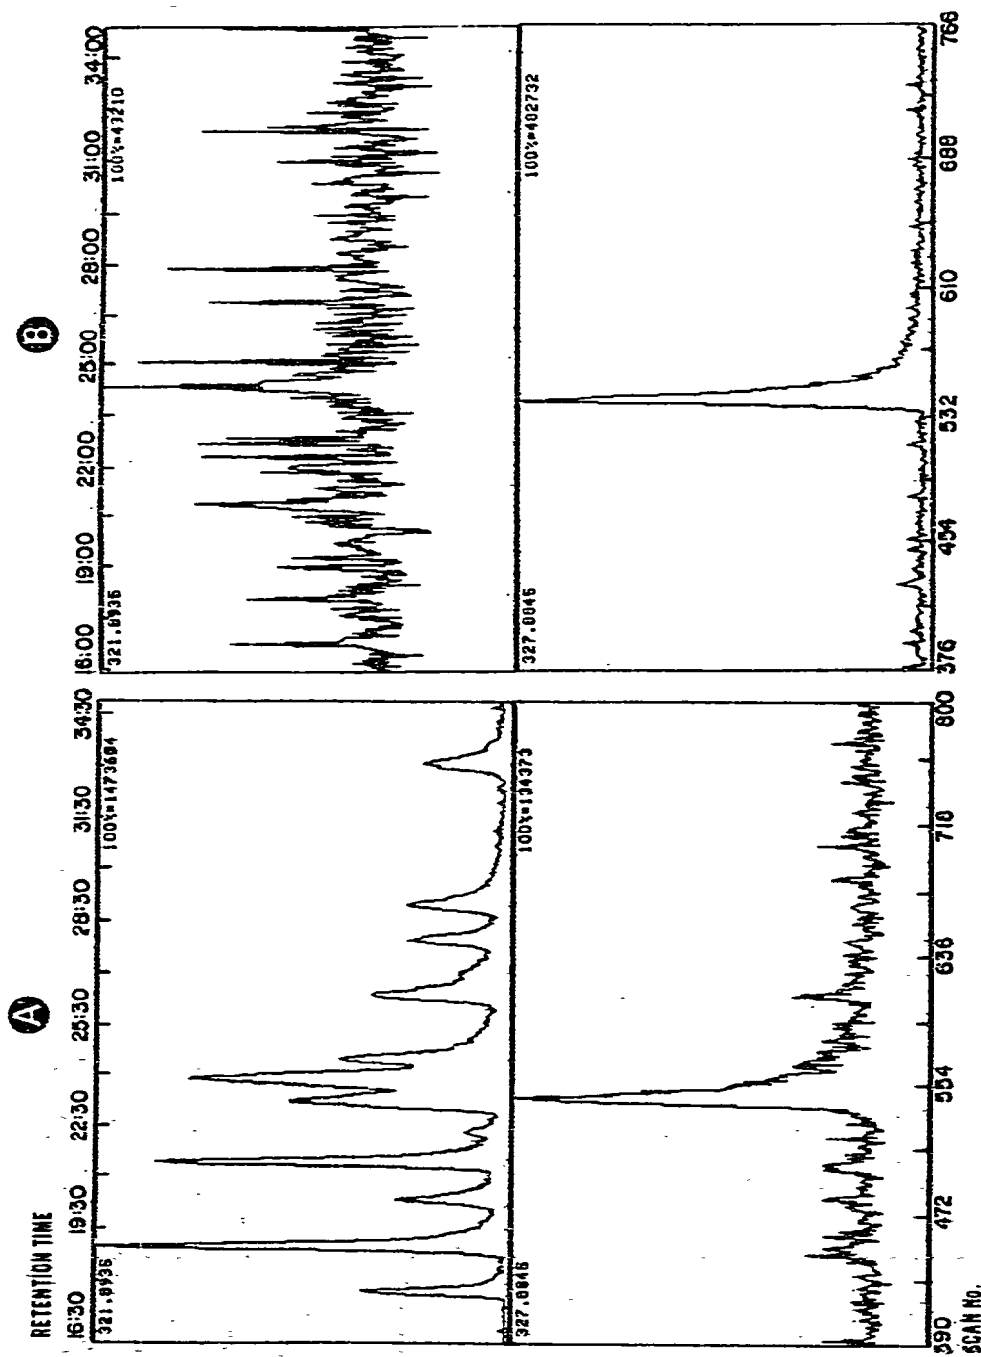 A
RETENTION TIME
16:30 19:30 22:30 25:30 28:30 31:30 34:30
321.8936 100%=1473684
327.8846 100%=134373
390 472 554 636 718 800
SCAN NO.
B
16:00 19:00 22:00 25:00 28:00 31:00 34:00
321.8936 100%=43210
327.8846 100%=402732
376 454 532 610 688 766